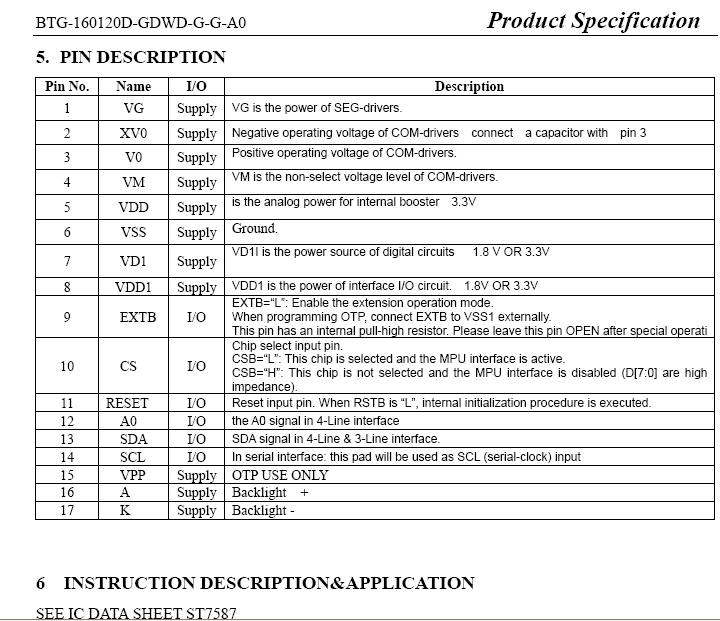 BTG-160120D-GDWD-G-G-A0 Product Specification
5. PIN DESCRIPTION
Pin No. Name I/O Description
1 VG Supply VG is the power of SEG-drivers.
2 XV0 Supply Negative operating voltage of COM-drivers connect a capacitor with pin 3
3 V0 Supply Positive operating voltage of COM-drivers.
4 VM Supply VM is the non-select voltage level of COM-drivers.
5 VDD Supply is the analog power for internal booster 3.3V
6 VSS Supply Ground.
7 VD1 Supply VD1I is the power source of digital circuits 1.8 V OR 3.3V
8 VDD1 Supply VDD1 is the power of interface I/O circuit. 1.8V OR 3.3V
9 EXTB I/O EXTB=“L”: Enable the extension operation mode.
When programming OTP, connect EXTB to VSS1 externally.
This pin has an internal pull-high resistor. Please leave this pin OPEN after special operati
10 CS I/O Chip select input pin.
CSB=“L”: This chip is selected and the MPU interface is active.
CSB=“H”: This chip is not selected and the MPU interface is disabled (D[7:0] are high
impedance).
11 RESET I/O Reset input pin. When RSTB is “L”, internal initialization procedure is executed.
12 A0 I/O the A0 signal in 4-Line interface
13 SDA I/O SDA signal in 4-Line & 3-Line interface.
14 SCL I/O In serial interface: this pad will be used as SCL (serial-clock) input
15 VPP Supply OTP USE ONLY
16 A Supply Backlight +
17 K Supply Backlight -
6 INSTRUCTION DESCRIPTION&APPLICATION
SEE IC DATA SHEET ST7587